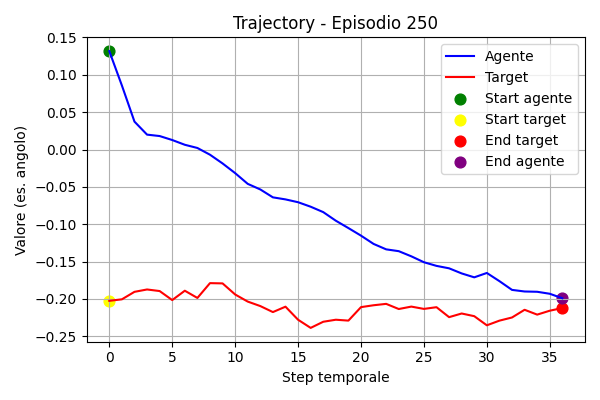 Trajectory - Episodio 250
Valore (es. angolo)
0.15
0.10
0.05
0.00
−0.05
−0.10
−0.15
−0.20
−0.25
Agente
Target
Start agente
Start target
End target
End agente
0 5 10 15 20 25 30 35
Step temporale